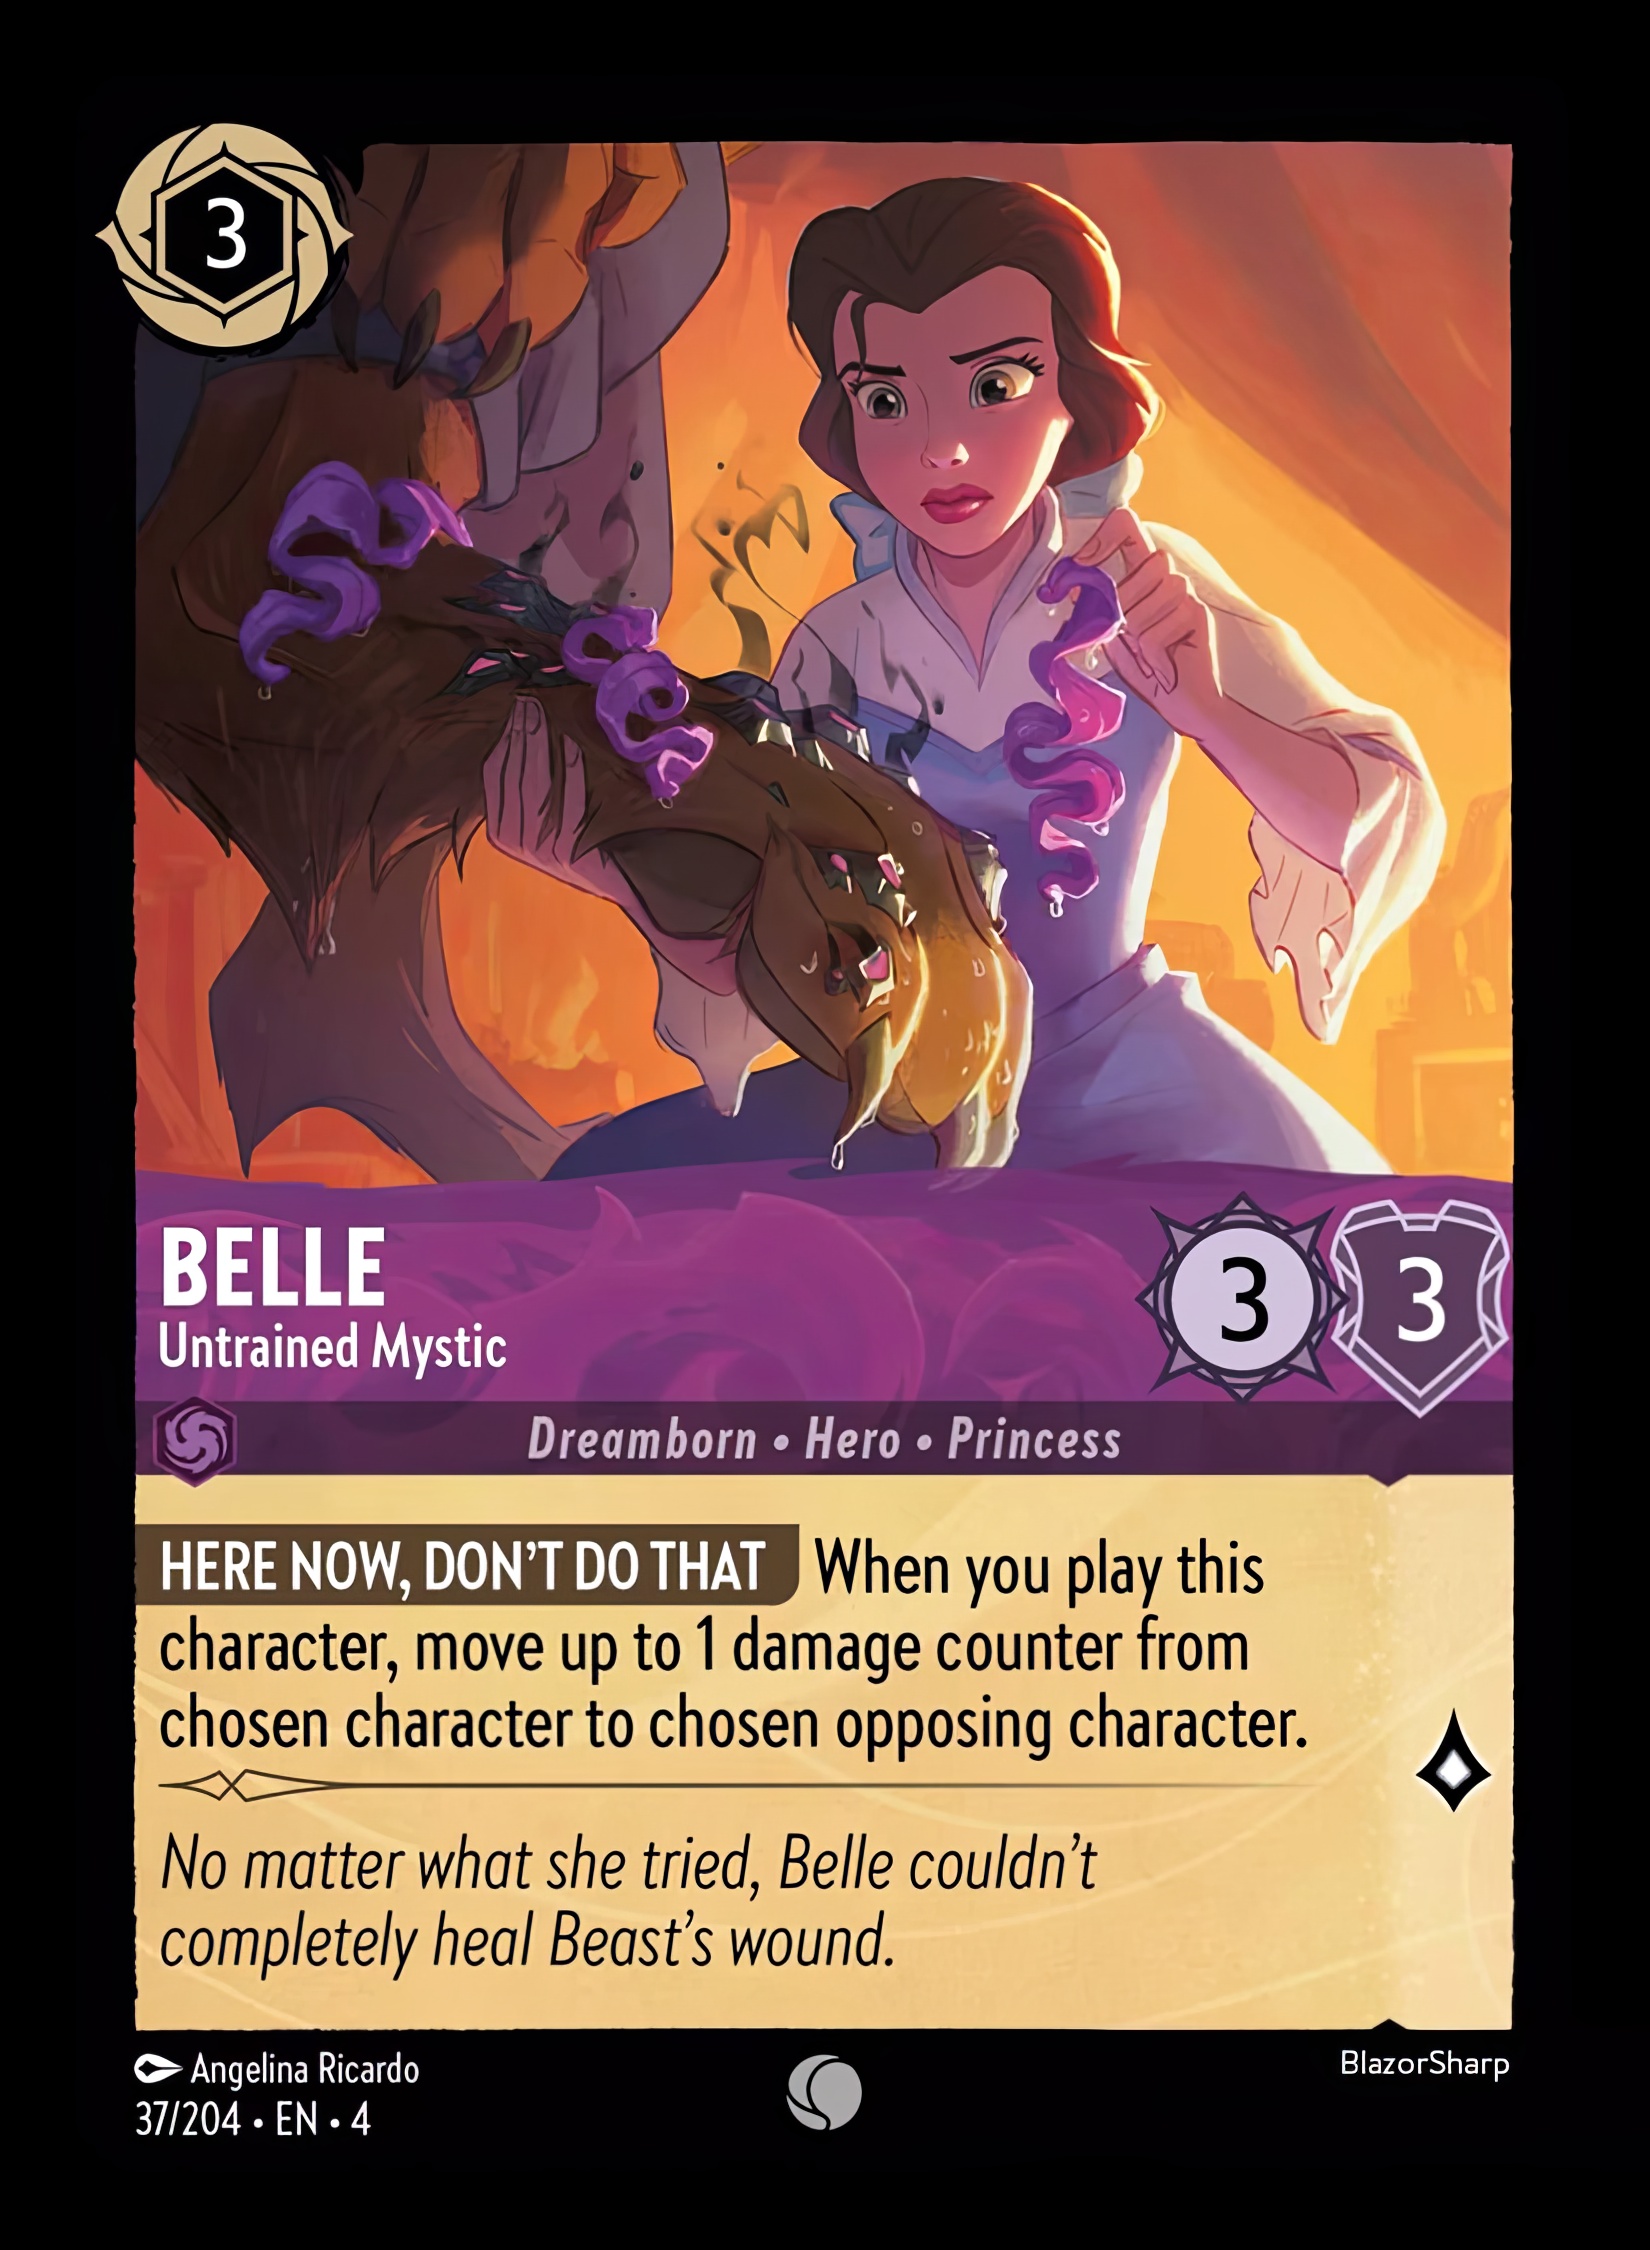 3
BELLE
Untrained Mystic
3 3
Dreamborn • Hero • Princess
HERE NOW, DON'T DO THAT When you play this
character, move up to 1 damage counter from
chosen character to chosen opposing character.
No matter what she tried, Belle couldn't
completely heal Beast's wound.
Angelina Ricardo
BlazorSharp
37/204 • EN • 4